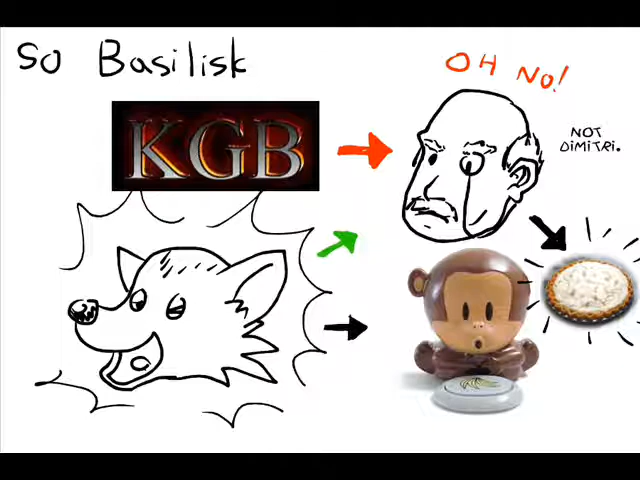 So Basilisk
OH NO!
KGB
NOT
DIMITRI.